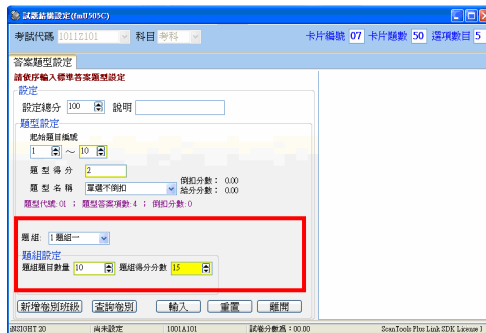 試題結構設定(fmU505C)
考試代碼 1011Z101 科目 考科 卡片編號 07 卡片題數 50 選項數目 5
答案題型設定
請依序輸入標準答案題型設定
設定
設定總分 100 說明
題型設定
起始題目編號
1 ～ 10
題 型 得 分 2
題 型 名 稱 單選不倒扣 倒扣分數： 0.00
給分分數： 0.00
題型代號:01 ； 題型答案項數:4 ； 倒扣分數:0
題組: 1題組一
題組設定
題組題目數量 10 題組得分分數 15
新增卷別班級 查詢卷別 輸入 重置 離開
iNSIGHT 20 尚未設定 1001A101 試卷分數為：00.00 ScanTools Plus Link SDK License 1